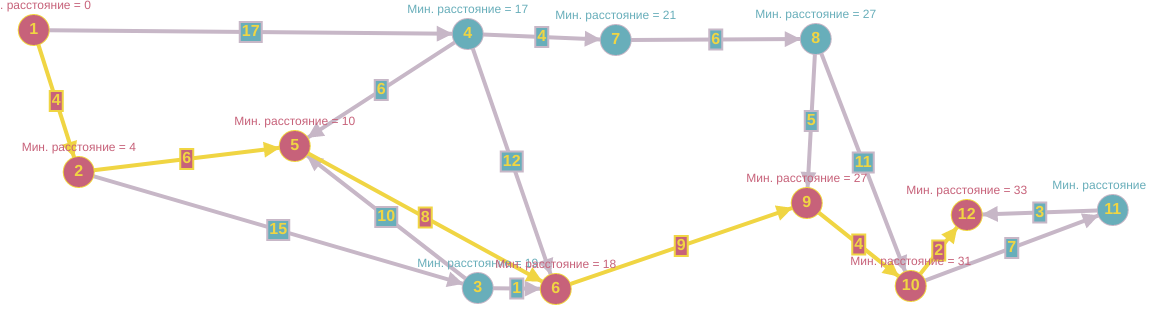 . расстояние = 0
1
17
Мин. расстояние = 17
4
4
Мин. расстояние = 21
7
6
Мин. расстояние = 27
8
4
6
5
Мин. расстояние = 10
5
Мин. расстояние = 4
2
6
12
11
Мин. расстояние = 27
9
Мин. расстояние = 33
12
3
Мин. расстояние
11
15
10
8
9
4
2
7
Мин. расстояние = 19
3
1
Мин. расстояние = 18
6
Мин. расстояние = 31
10